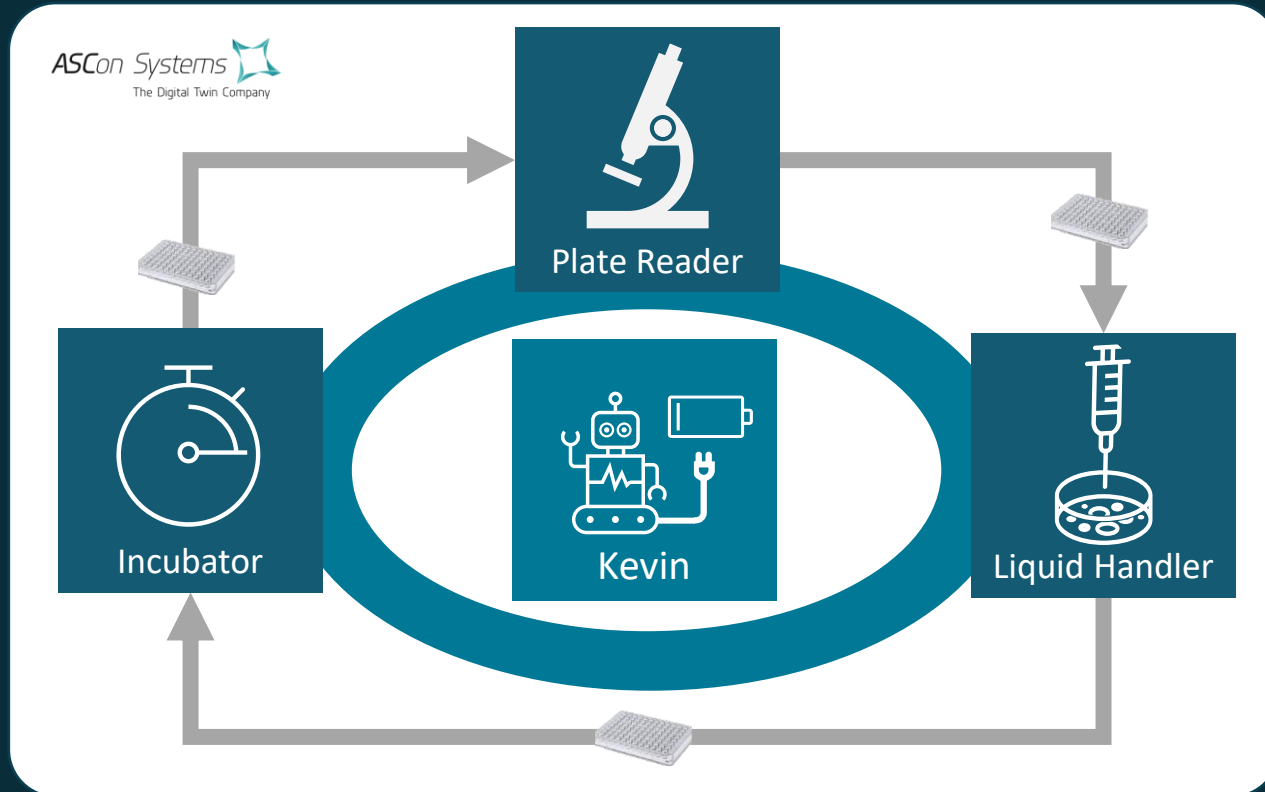 ASCon Systems
The Digital Twin Company
Plate Reader
Incubator
Kevin
Liquid Handler